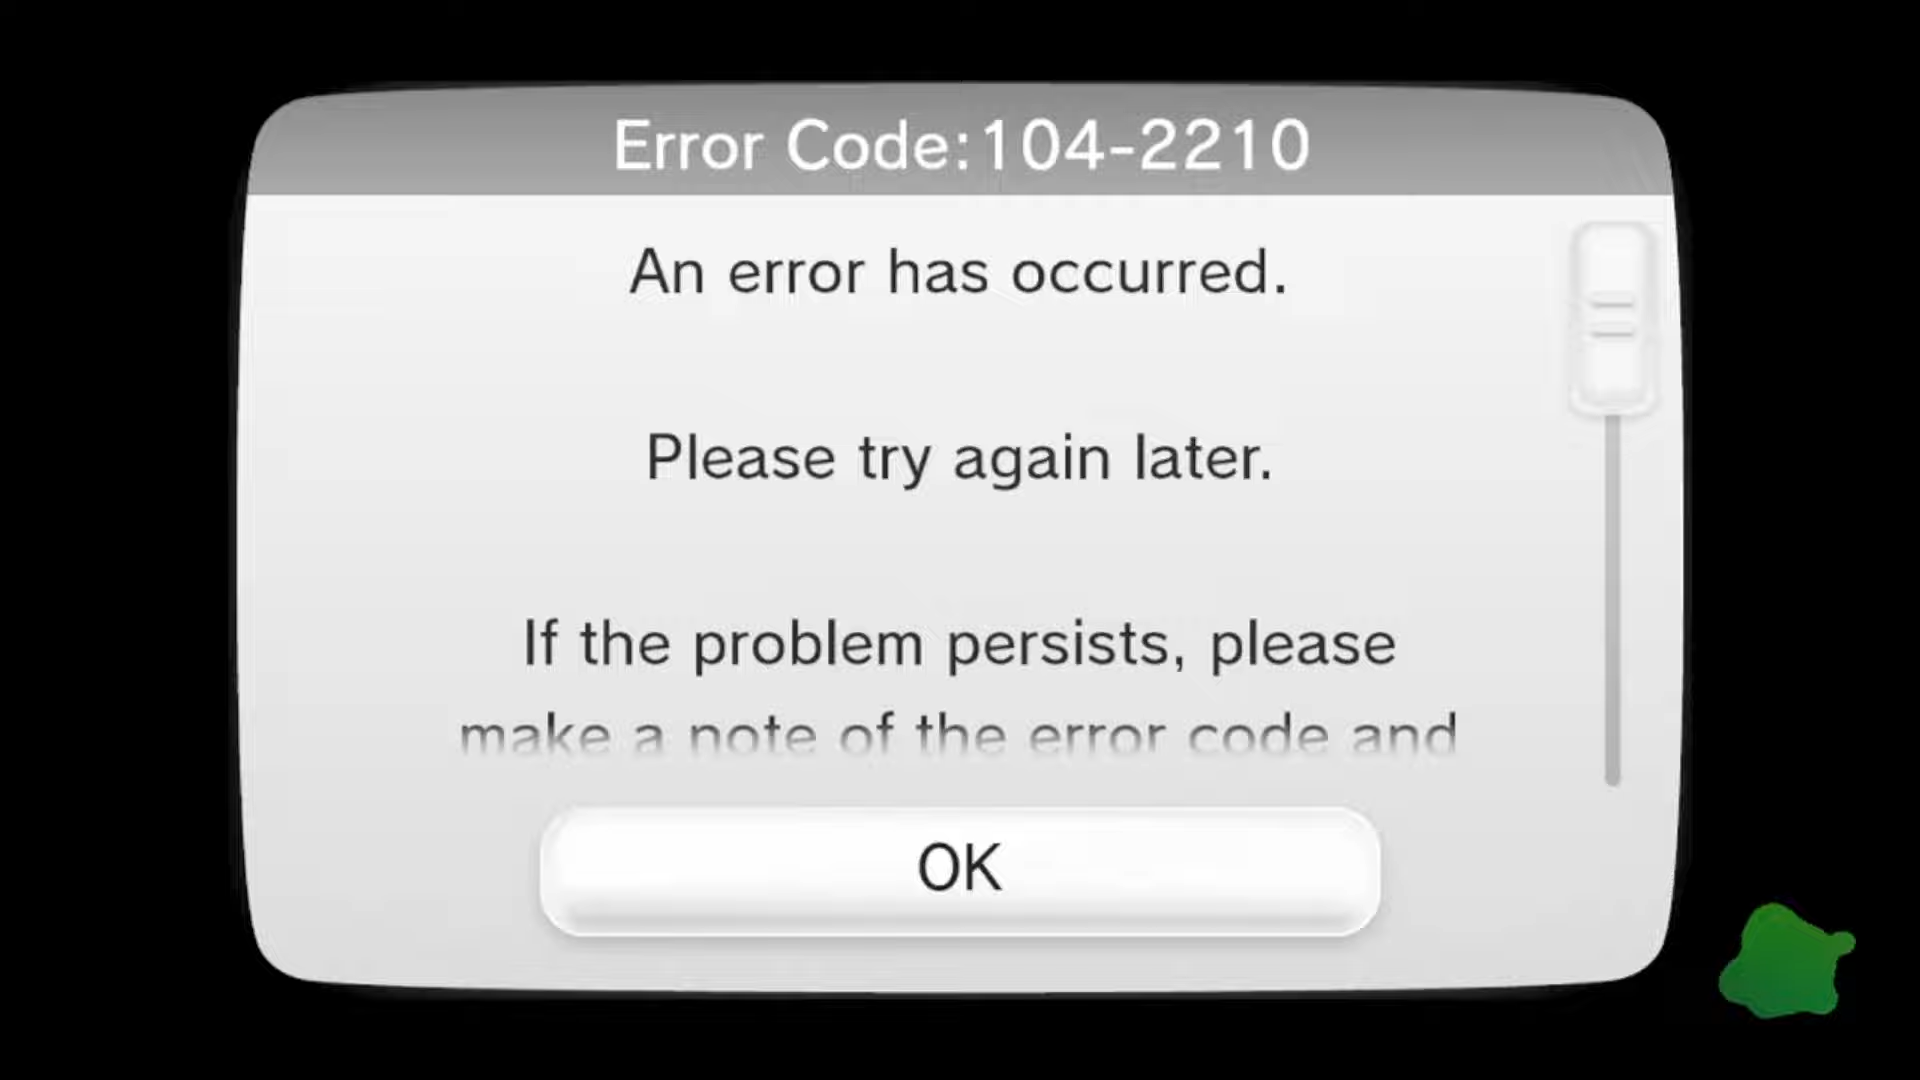 Error Code:104-2210
An error has occurred.
Please try again later.
If the problem persists, please
make a note of the error code and
OK